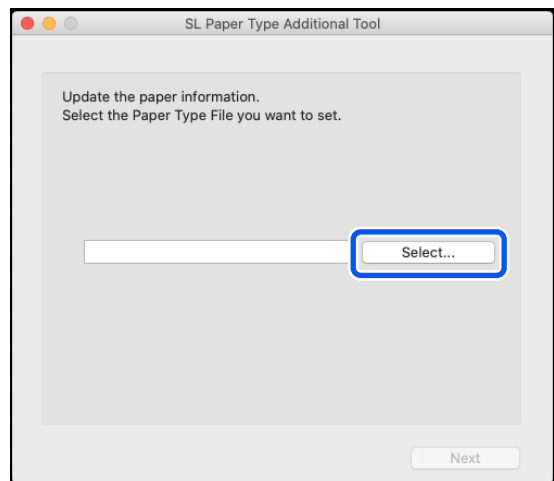 SL Paper Type Additional Tool
Update the paper information.
Select the Paper Type File you want to set.
Select...
Next